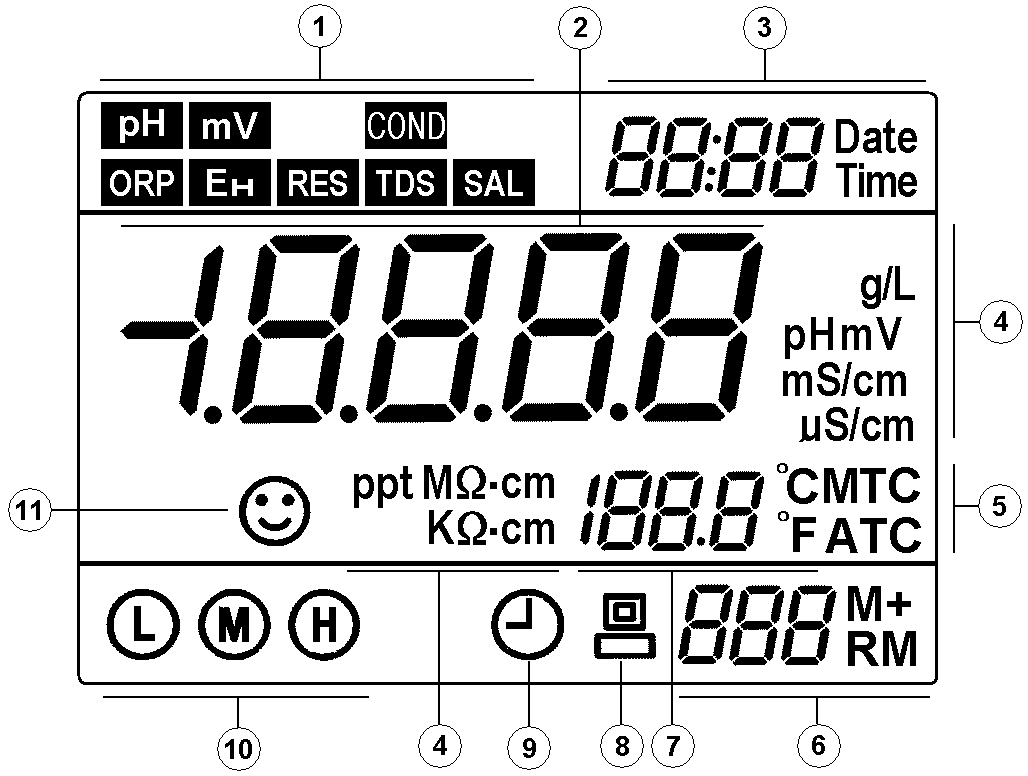 1
2
3
pH mV COND
88:88 Date
Time
ORP EH RES TDS SAL
-1.8.8.8.8
g/L
pH mV
mS/cm
µS/cm
4
ppt MΩ·cm
KΩ·cm
188.8
°C MTC
°F ATC
5
11
L M H
888 M+
RM
10
4
9
8
7
6